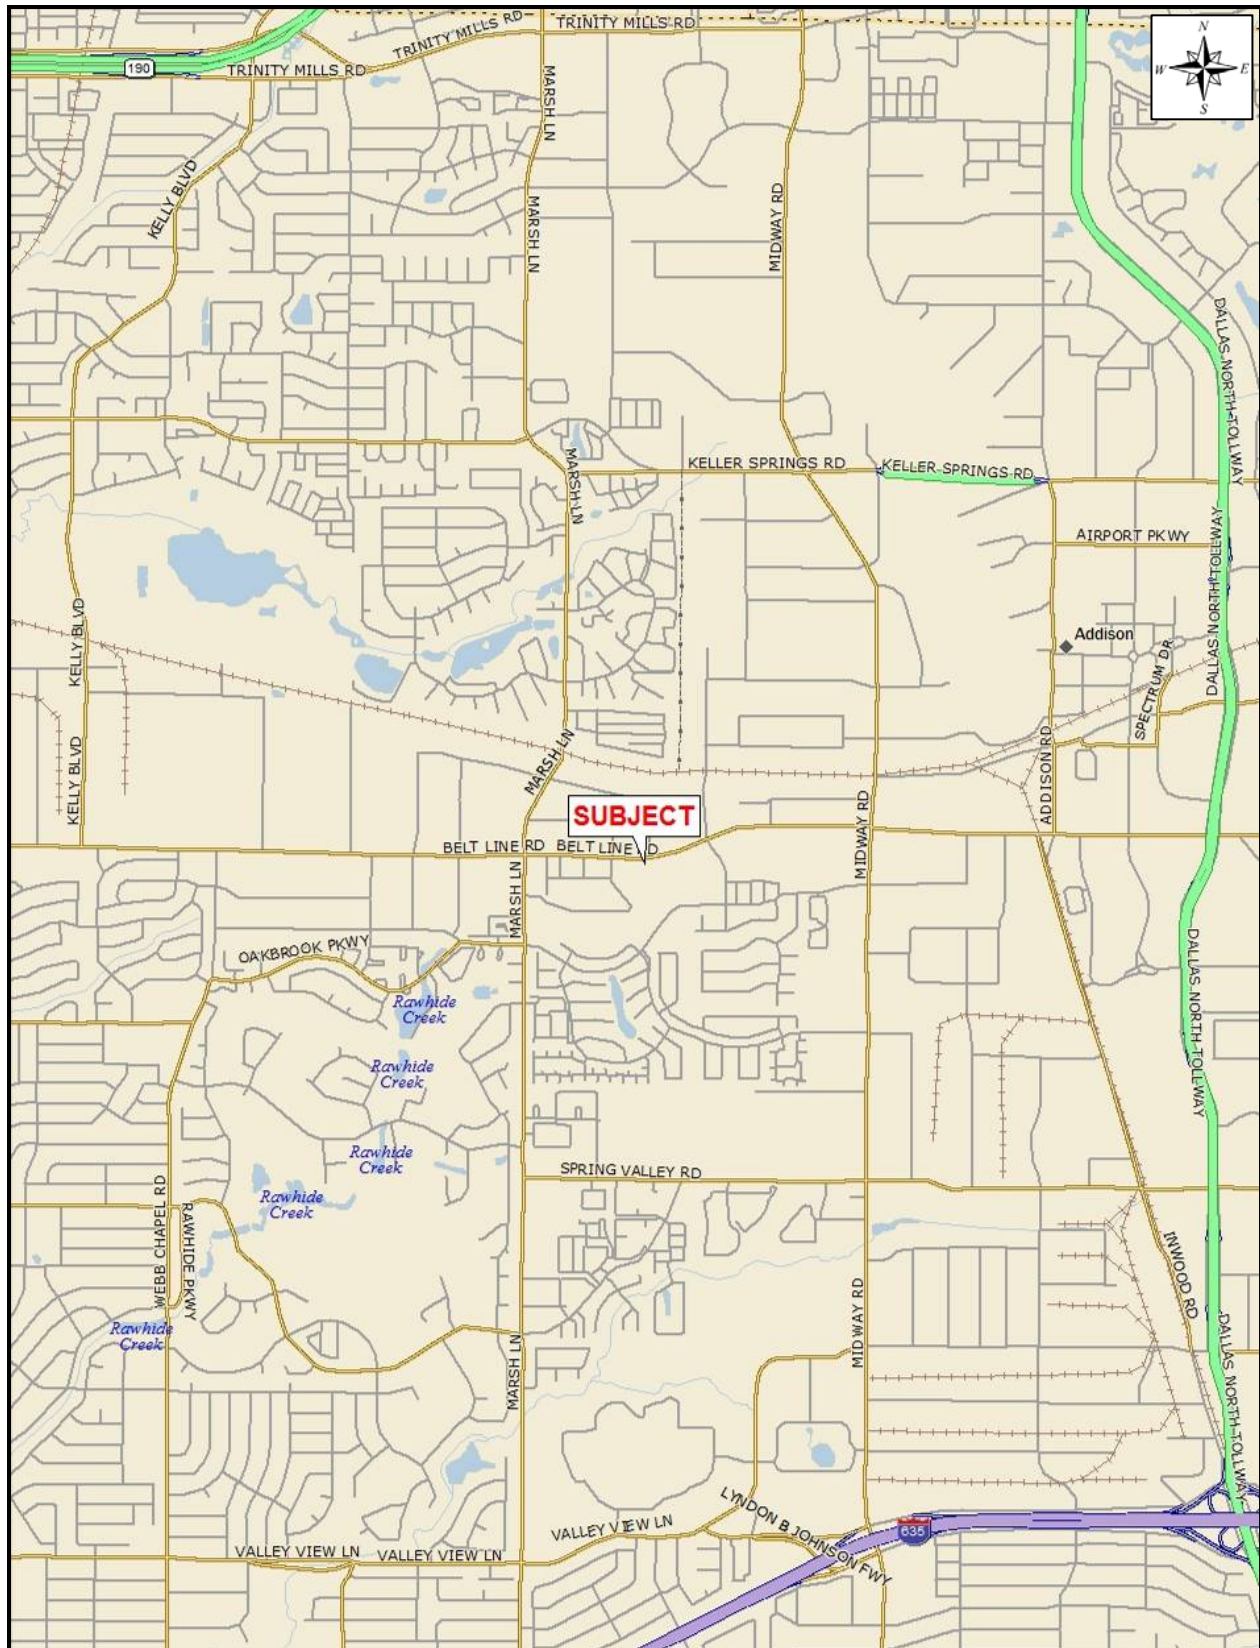 TRINITY MILLS RD
TRINITY MILLS RD
N
W
E
S
190
TRINITY MILLS RD
MARSH LN
KELLY BLVD
MARSH LN
MIDWAY RD
DALLAS NORTH TOLLWAY
MARSH LN
KELLER SPRINGS RD
KELLER SPRINGS RD
AIRPORT PKWY
DALLAS NORTH TOLLWAY
KELLY BLVD
Addison
SPECTRUM DR
KELLY BLVD
MARSH LN
ADDISON RD
MIDWAY RD
SUBJECT
BELT LINE RD
BELT LINE RD
MARSH LN
OAKBROOK PKWY
DALLAS NORTH TOLLWAY
Rawhide
Creek
Rawhide
Creek
Rawhide
Creek
SPRING VALLEY RD
Rawhide
Creek
WEBB CHAPEL RD
RAWHIDE PKWY
INWOOD RD
MIDWAY RD
Rawhide
Creek
MARSH LN
DALLAS NORTH TOLLWAY
LYNDON B JOHNSON FWY
635
VALLEY VIEW LN
VALLEY VIEW LN
VALLEY VIEW LN